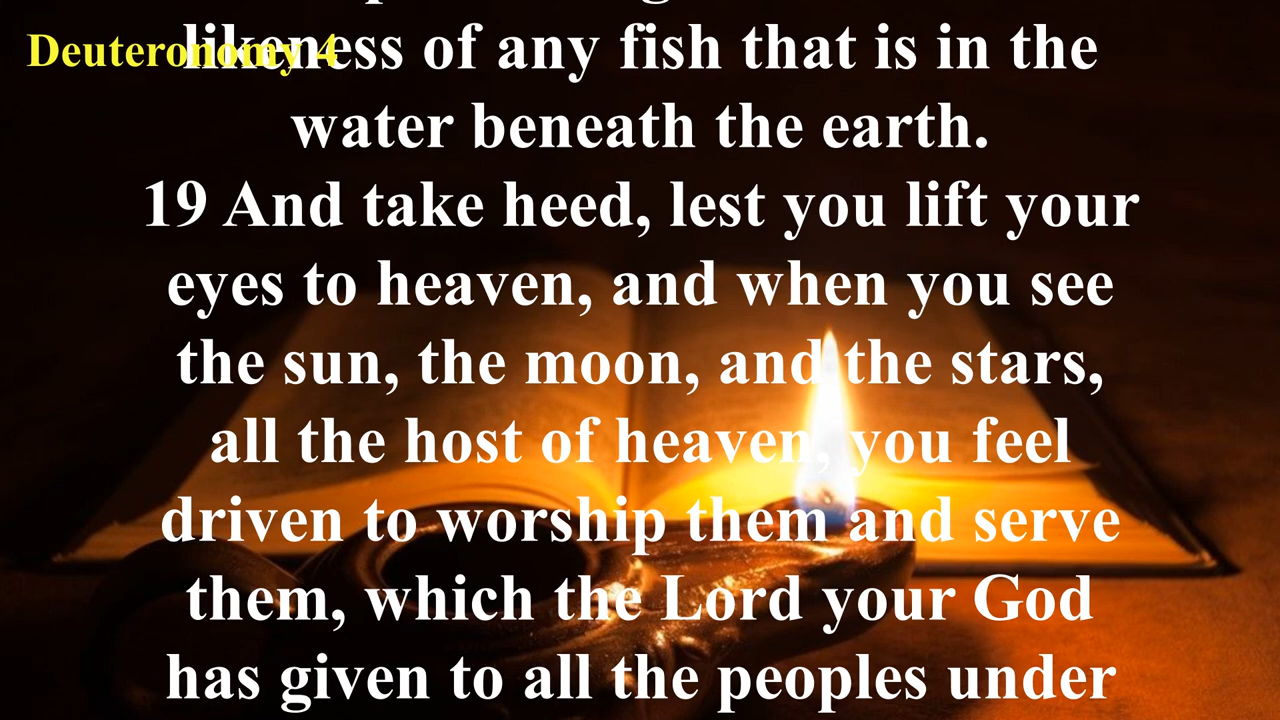 Deuteronomy 4
likeness of any fish that is in the
water beneath the earth.
19 And take heed, lest you lift your
eyes to heaven, and when you see
the sun, the moon, and the stars,
all the host of heaven, you feel
driven to worship them and serve
them, which the Lord your God
has given to all the peoples under